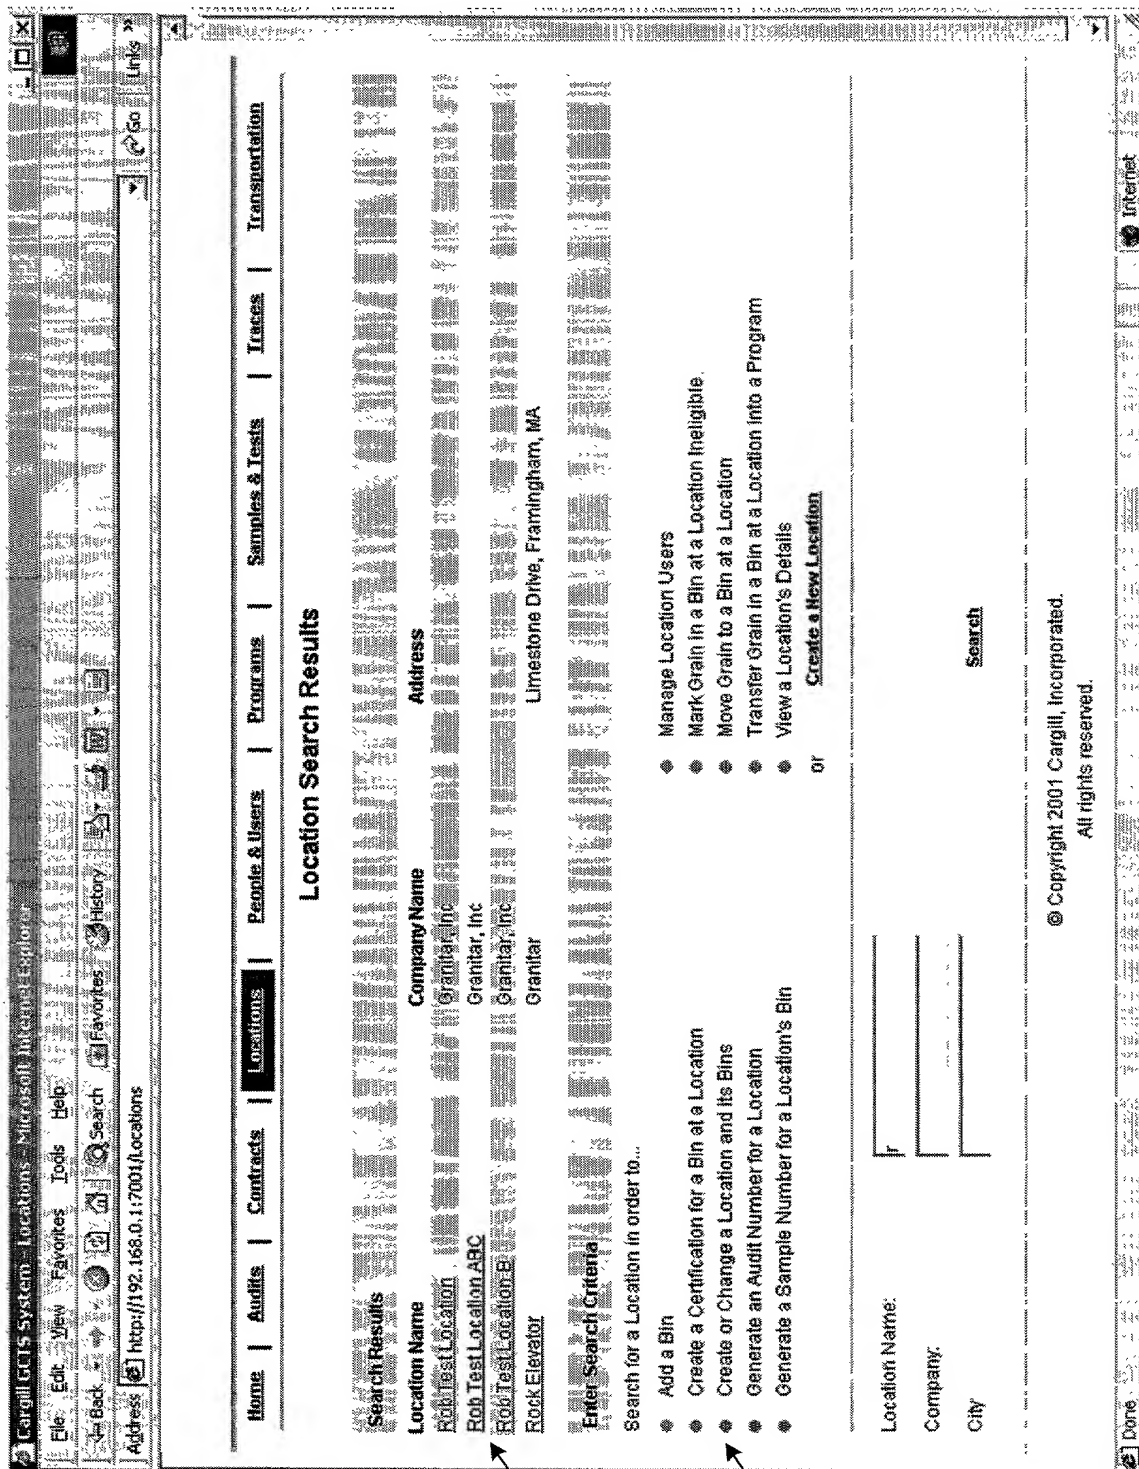 Cargill GCTS System - Locations - Microsoft Internet Explorer
File Edit View Favorites Tools Help
Back Search Favorites History
Address http://192.168.0.1:7001/Locations Go Links »
Home | Audits | Contracts | Locations | People & Users | Programs | Samples & Tests | Traces | Transportation
Location Search Results
Search Results
Location Name Company Name Address
Rob Test Location Granitar, Inc
Rob Test Location ABC Granitar, Inc
Rob Test Location B Granitar, Inc
Rock Elevator Granitar Limestone Drive, Framingham, MA
Enter Search Criteria
Search for a Location in order to...
Add a Bin
Create a Certification for a Bin at a Location
Create or Change a Location and Its Bins
Generate an Audit Number for a Location
Generate a Sample Number for a Location's Bin
Manage Location Users
Mark Grain in a Bin at a Location Ineligible.
Move Grain to a Bin at a Location
Transfer Grain in a Bin at a Location into a Program
View a Location's Details
or Create a New Location
Location Name: r
Company:
City Search
© Copyright 2001 Cargill, Incorporated.
All rights reserved.
Done Internet